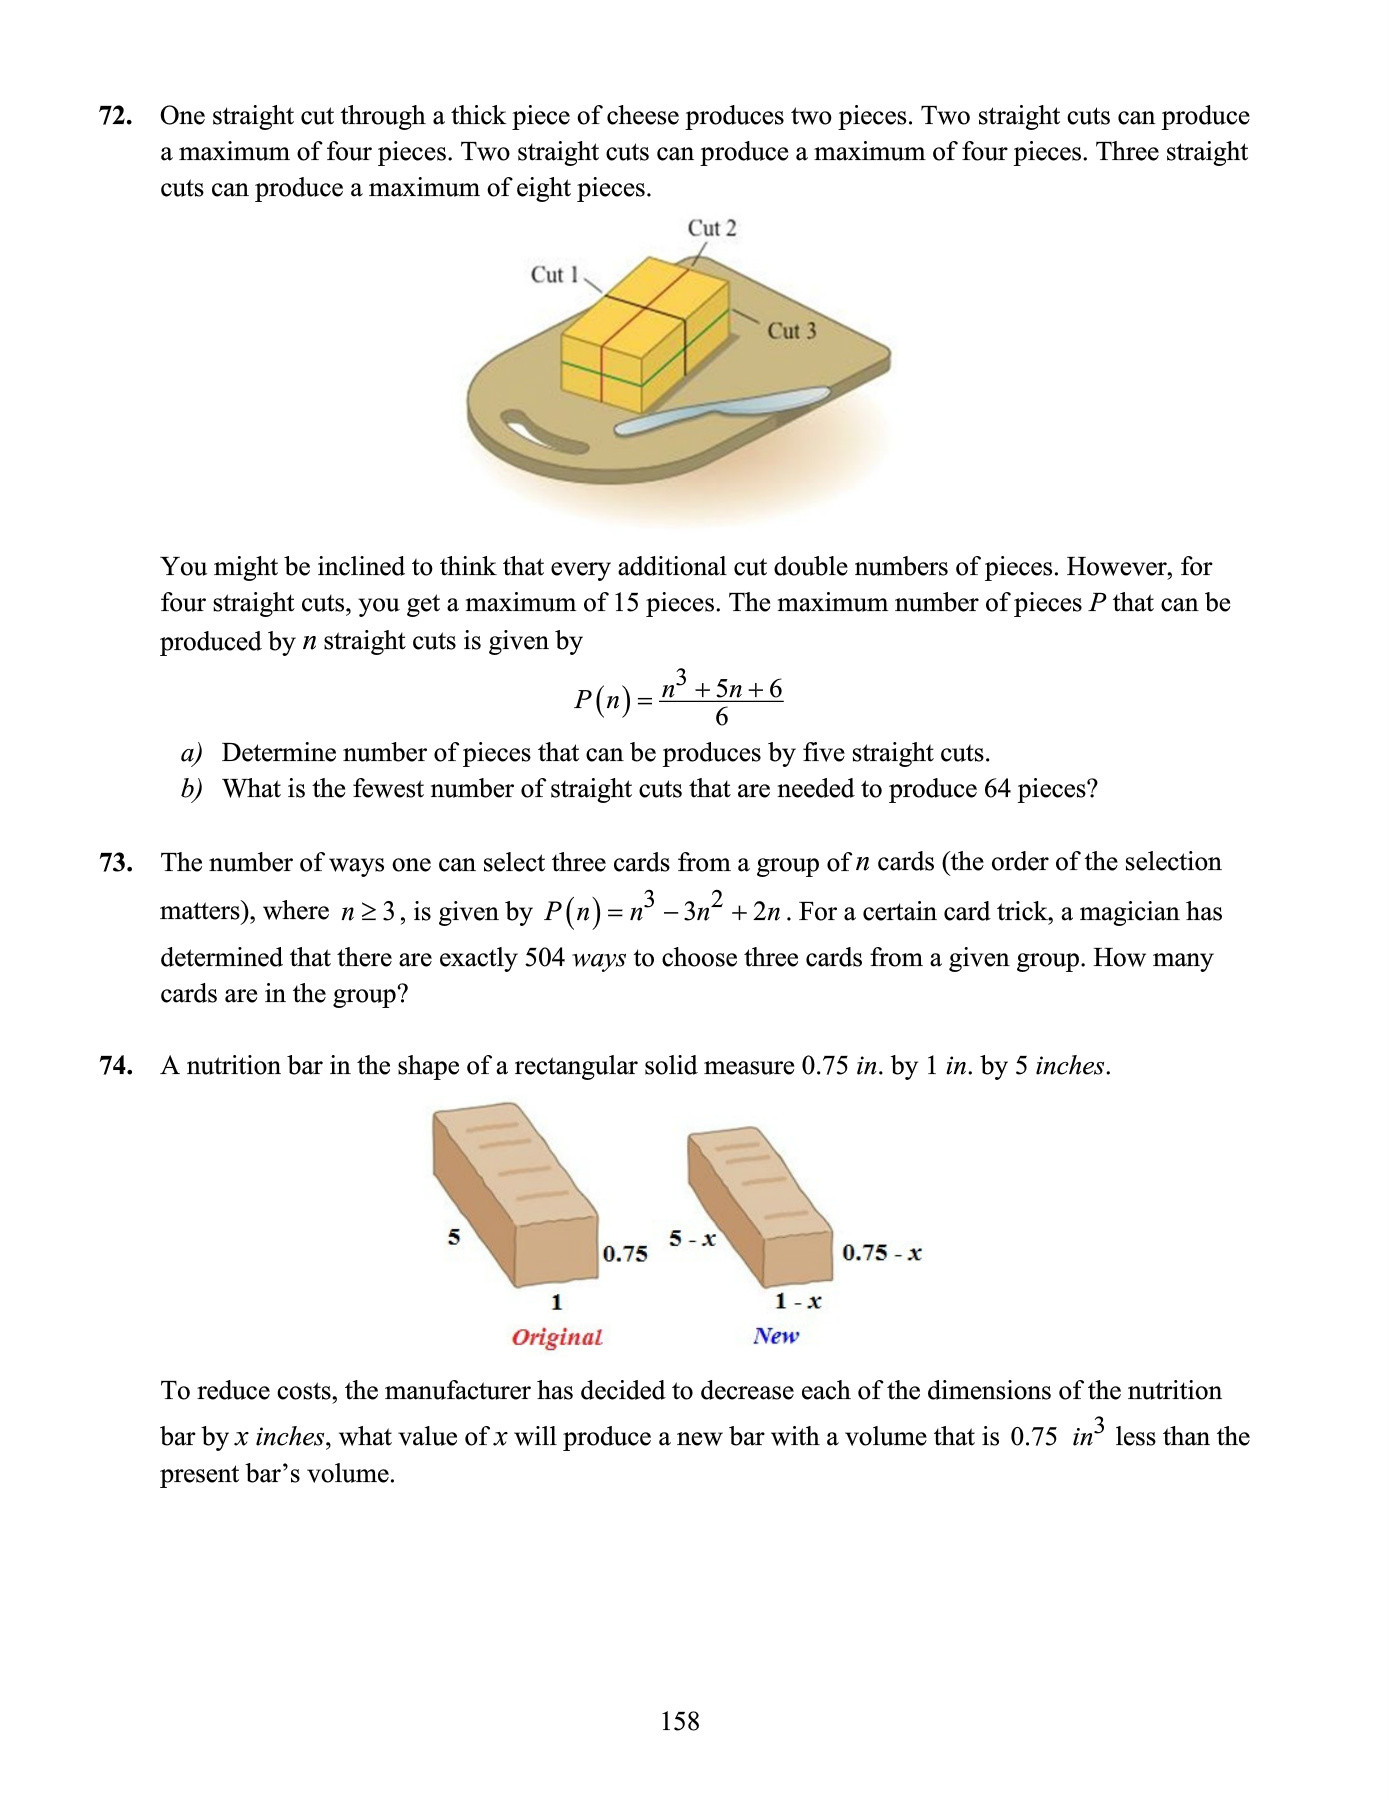 72. One straight cut through a thick piece of cheese produces two pieces. Two straight cuts can produce
a maximum of four pieces. Two straight cuts can produce a maximum of four pieces. Three straight
cuts can produce a maximum of eight pieces.
Cut 2
Cut 1
Cut 3
You might be inclined to think that every additional cut double numbers of pieces. However, for
four straight cuts, you get a maximum of 15 pieces. The maximum number of pieces P that can be
produced by n straight cuts is given by
P(n) = (n³ + 5n + 6) / 6
a) Determine number of pieces that can be produces by five straight cuts.
b) What is the fewest number of straight cuts that are needed to produce 64 pieces?
73. The number of ways one can select three cards from a group of n cards (the order of the selection
matters), where n ≥ 3, is given by P(n) = n³ − 3n² + 2n. For a certain card trick, a magician has
determined that there are exactly 504 ways to choose three cards from a given group. How many
cards are in the group?
74. A nutrition bar in the shape of a rectangular solid measure 0.75 in. by 1 in. by 5 inches.
5
0.75
1
Original
5 - x
0.75 - x
1 - x
New
To reduce costs, the manufacturer has decided to decrease each of the dimensions of the nutrition
bar by x inches, what value of x will produce a new bar with a volume that is 0.75 in³ less than the
present bar’s volume.
158